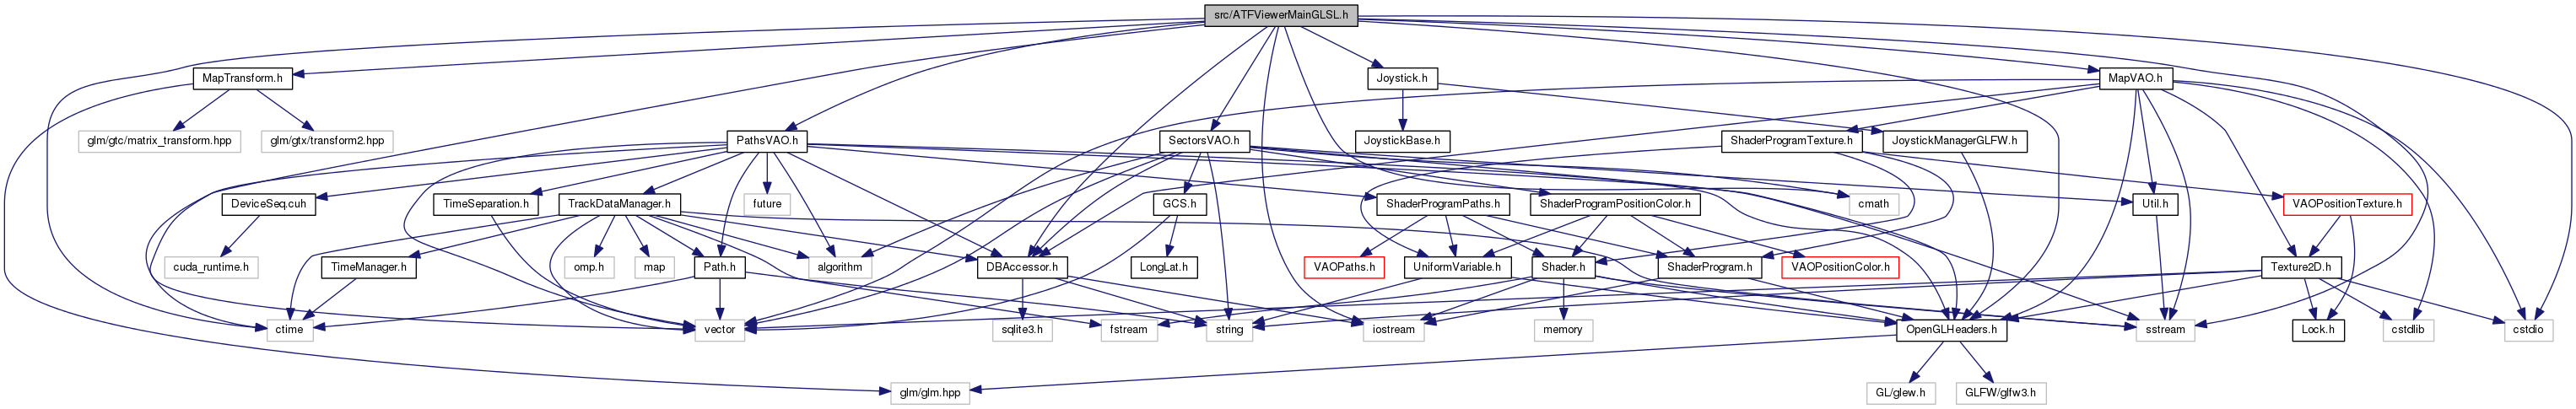 src/ATFViewerMainGLSL.h
MapTransform.h
Joystick.h
MapVAO.h
glm/gtc/matrix_transform.hpp
glm/gtx/transform2.hpp
PathsVAO.h
SectorsVAO.h
JoystickBase.h
ShaderProgramTexture.h
JoystickManagerGLFW.h
DeviceSeq.cuh
TimeSeparation.h
TrackDataManager.h
future
GCS.h
ShaderProgramPaths.h
ShaderProgramPositionColor.h
cmath
Util.h
VAOPositionTexture.h
cuda_runtime.h
TimeManager.h
omp.h
map
Path.h
algorithm
DBAccessor.h
LongLat.h
VAOPaths.h
UniformVariable.h
Shader.h
ShaderProgram.h
VAOPositionColor.h
Texture2D.h
ctime
vector
fstream
sqlite3.h
string
iostream
memory
OpenGLHeaders.h
sstream
Lock.h
cstdlib
cstdio
glm/glm.hpp
GL/glew.h
GLFW/glfw3.h